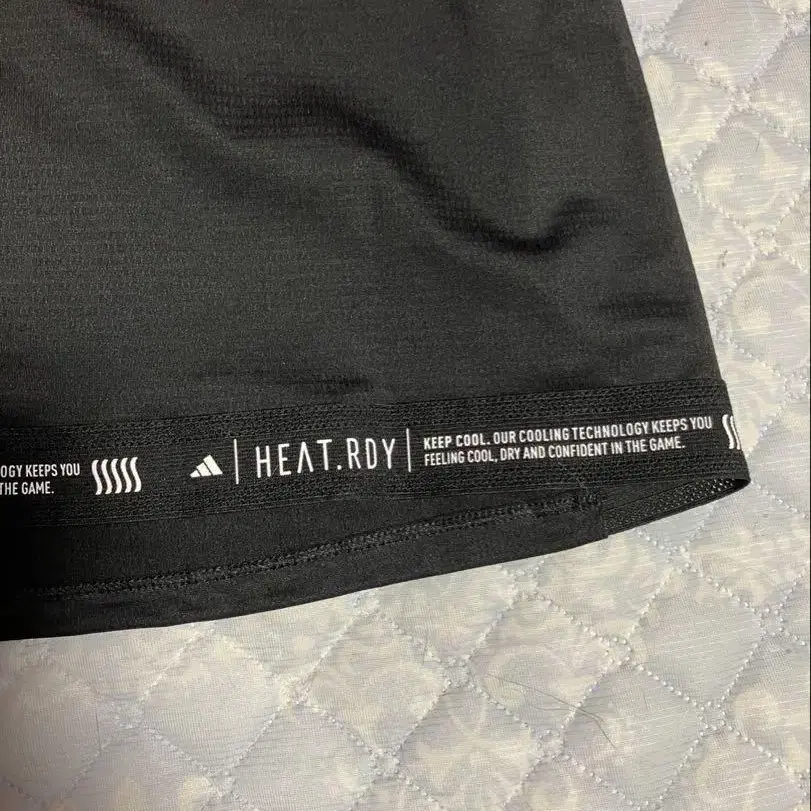 OGY KEEPS YOU
THE GAME.
HEAT.RDY
KEEP COOL. OUR COOLING TECHNOLOGY KEEPS YOU
FEELING COOL, DRY AND CONFIDENT IN THE GAME.